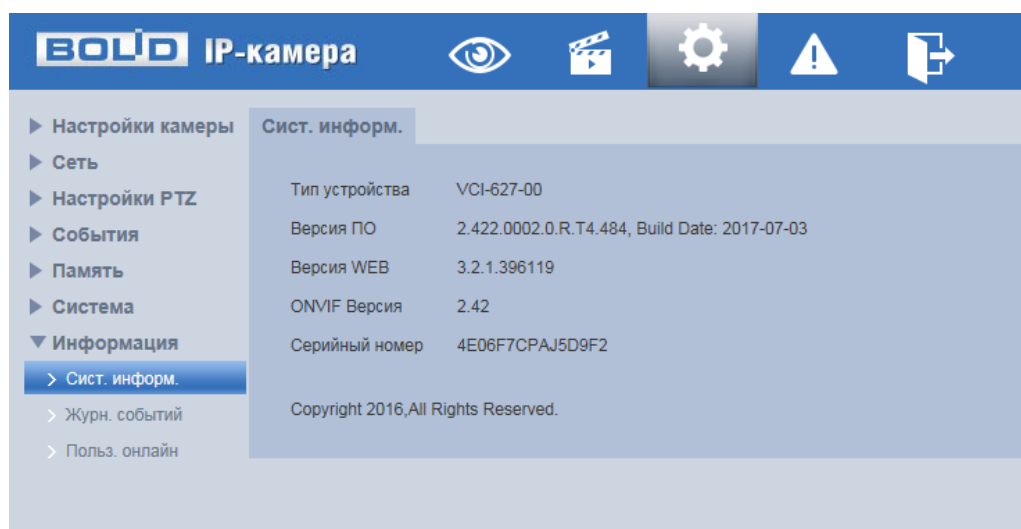 BOLID IP-камера
Настройки камеры
Сеть
Настройки PTZ
События
Память
Система
Информация
Сист. информ.
Журн. событий
Польз. онлайн
Сист. информ.
Тип устройства VCI-627-00
Версия ПО 2.422.0002.0.R.T4.484, Build Date: 2017-07-03
Версия WEB 3.2.1.396119
ONVIF Версия 2.42
Серийный номер 4E06F7CPAJ5D9F2
Copyright 2016,All Rights Reserved.